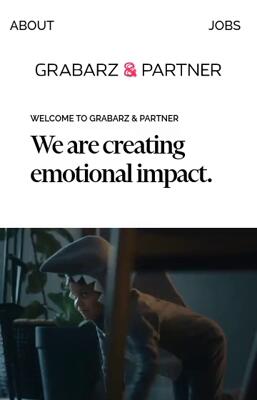 ABOUT JOBS
GRABARZ & PARTNER
WELCOME TO GRABARZ & PARTNER
We are creating
emotional impact.